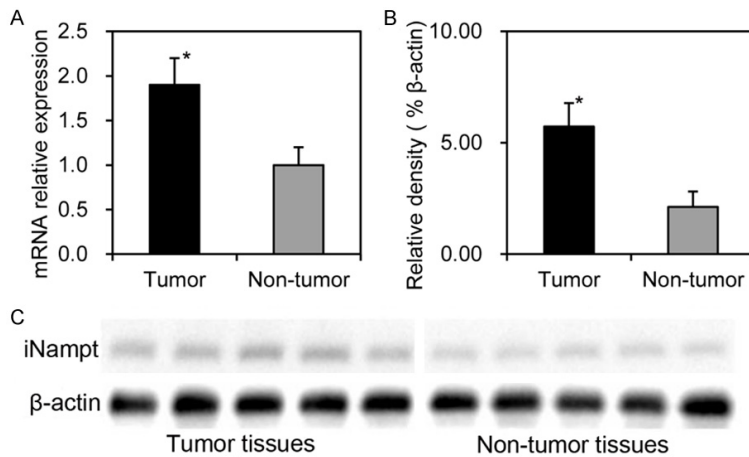 A
mRNA relative expression
2.5
2.0
1.5
1.0
0.5
0.0
*
Tumor Non-tumor
B
Relative density ( % β-actin)
10.00
5.00
0.00
*
Tumor Non-tumor
C
iNampt
β-actin
Tumor tissues Non-tumor tissues